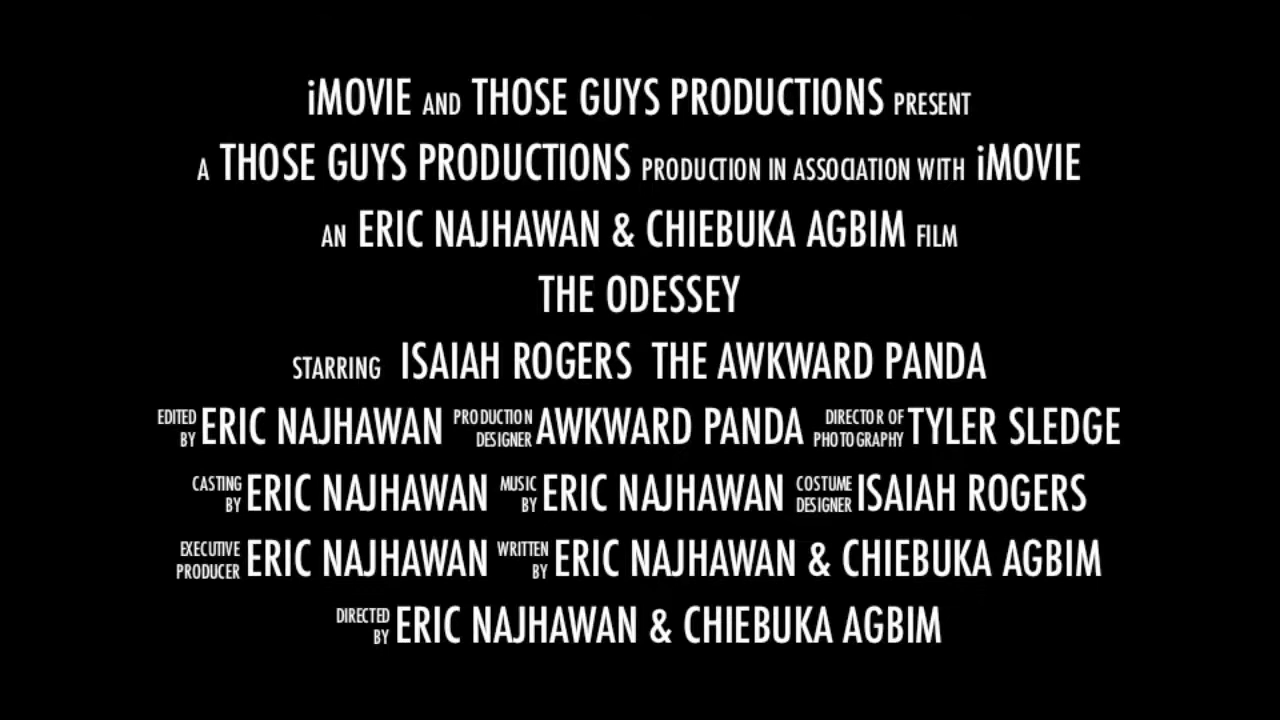 iMOVIE AND THOSE GUYS PRODUCTIONS PRESENT
A THOSE GUYS PRODUCTIONS PRODUCTION IN ASSOCIATION WITH iMOVIE
AN ERIC NAJHAWAN & CHIEBUKA AGBIM FILM
THE ODESSEY
STARRING ISAIAH ROGERS THE AWKWARD PANDA
EDITED BY ERIC NAJHAWAN PRODUCTION DESIGNER AWKWARD PANDA DIRECTOR OF PHOTOGRAPHY TYLER SLEDGE
CASTING BY ERIC NAJHAWAN MUSIC BY ERIC NAJHAWAN COSTUME DESIGNER ISAIAH ROGERS
EXECUTIVE PRODUCER ERIC NAJHAWAN WRITTEN BY ERIC NAJHAWAN & CHIEBUKA AGBIM
DIRECTED BY ERIC NAJHAWAN & CHIEBUKA AGBIM